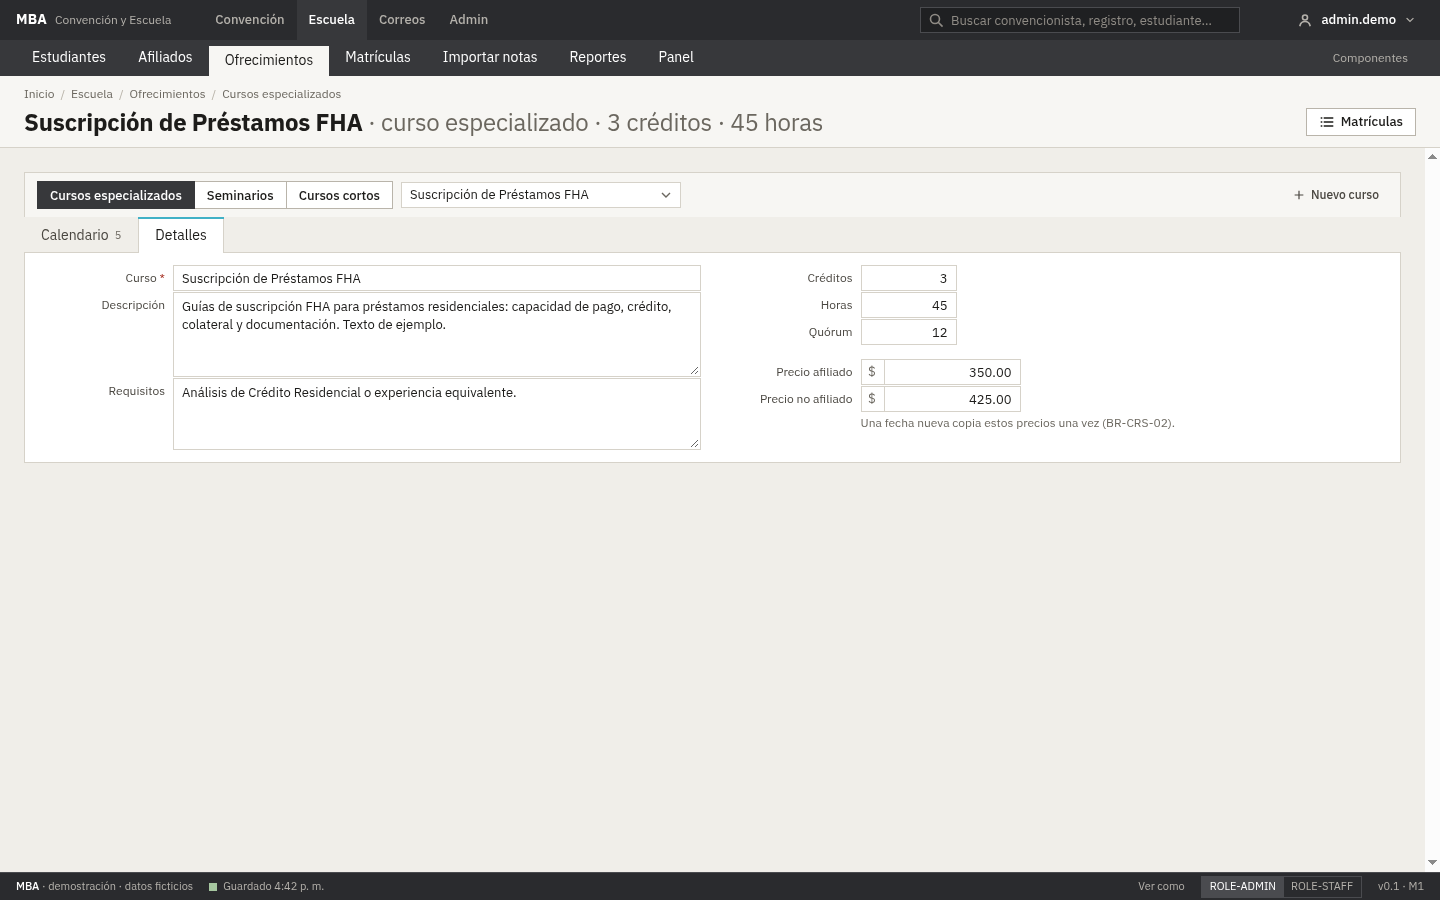 MBA Convención y Escuela Convención Escuela Correos Admin Buscar convencionista, registro, estudiante... admin.demo
Estudiantes Afiliados Ofrecimientos Matrículas Importar notas Reportes Panel Componentes
Inicio / Escuela / Ofrecimientos / Cursos especializados
Suscripción de Préstamos FHA · curso especializado · 3 créditos · 45 horas Matrículas
Cursos especializados Seminarios Cursos cortos Suscripción de Préstamos FHA + Nuevo curso
Calendario 5 Detalles
Curso * Suscripción de Préstamos FHA
Descripción Guías de suscripción FHA para préstamos residenciales: capacidad de pago, crédito,
colateral y documentación. Texto de ejemplo.
Requisitos Análisis de Crédito Residencial o experiencia equivalente.
Créditos 3
Horas 45
Quórum 12
Precio afiliado $ 350.00
Precio no afiliado $ 425.00
Una fecha nueva copia estos precios una vez (BR-CRS-02).
MBA · demostración · datos ficticios Guardado 4:42 p. m. Ver como ROLE-ADMIN ROLE-STAFF v0.1 · M1